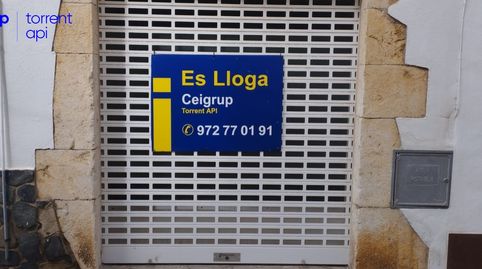 p torrent
api
Es Lloga
Ceigrup
Torrent API
972 77 01 91